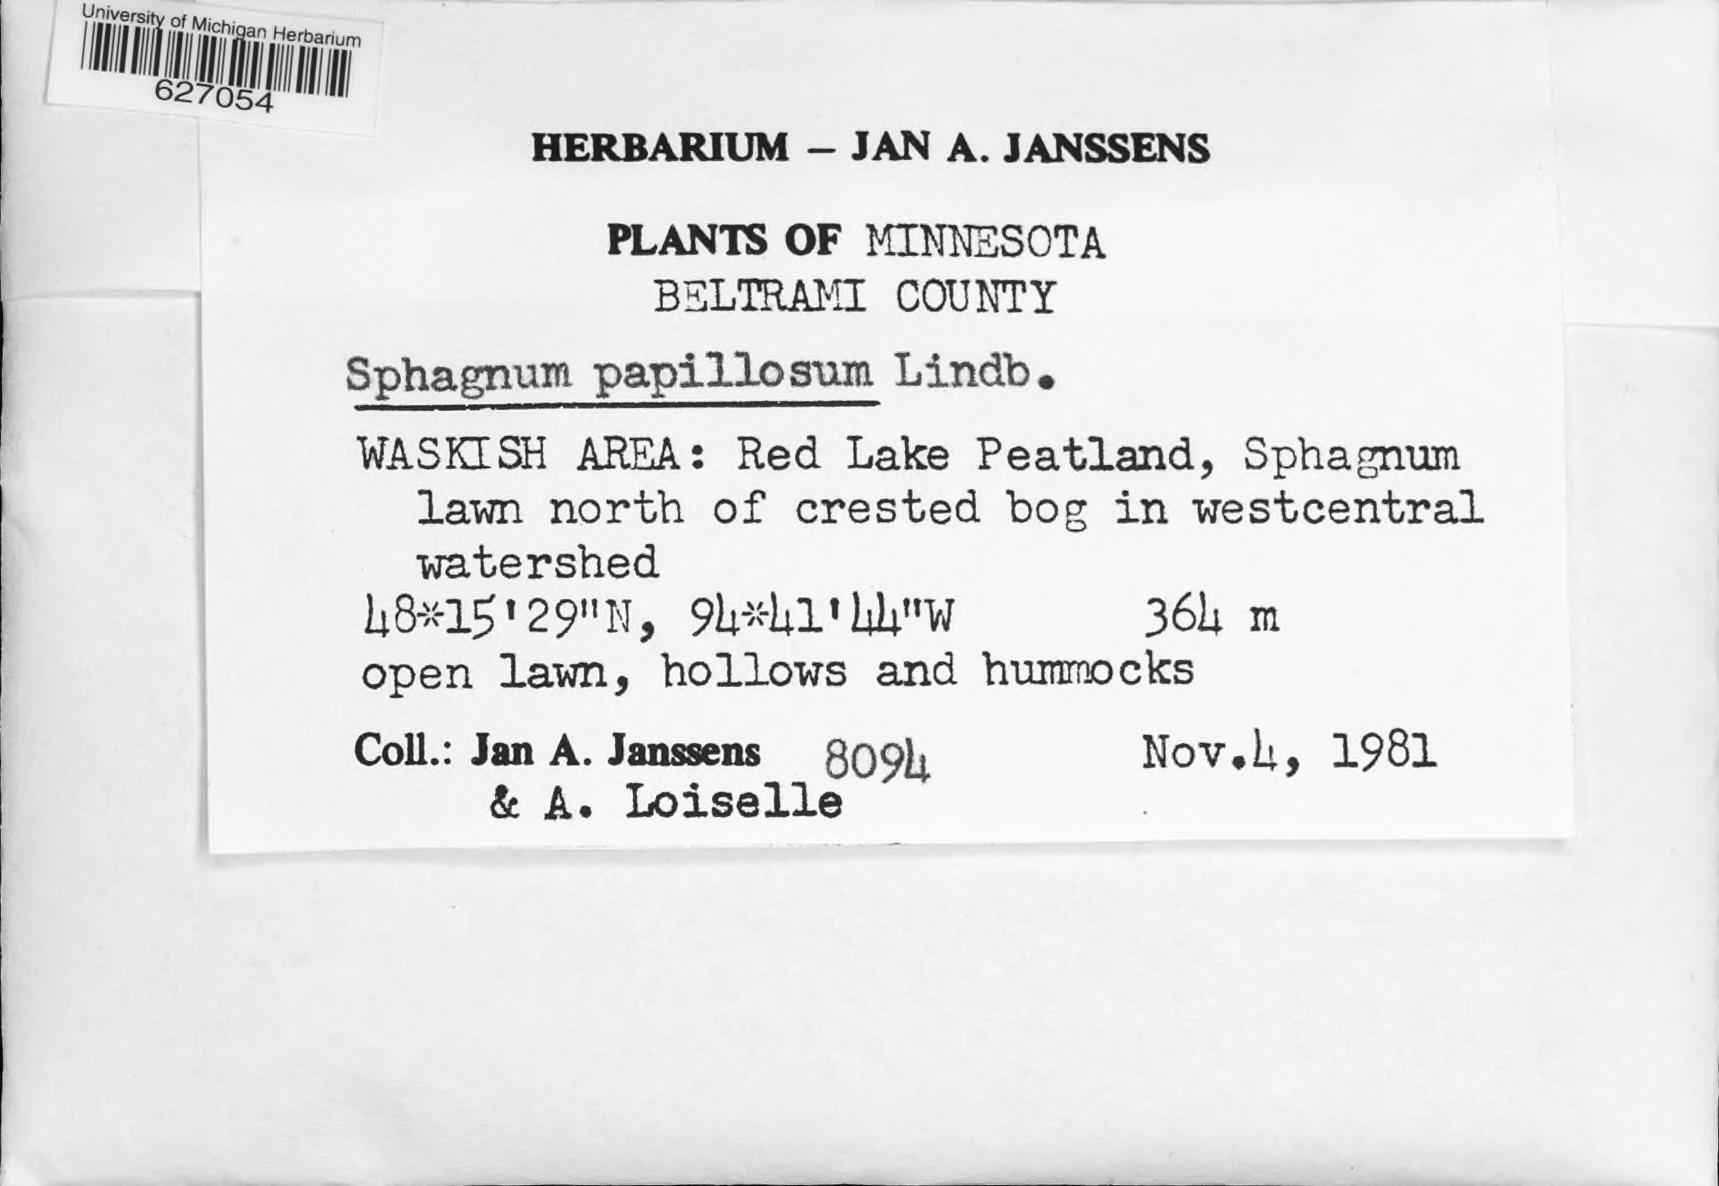 University of Michigan Herbarium
627054
HERBARIUM – JAN A. JANSSENS
PLANTS OF MINNESOTA
BELTRAMI COUNTY
Sphagnum papillosum Lindb.
WASKISH AREA: Red Lake Peatland, Sphagnum
lawn north of crested bog in westcentral
watershed
48*15'29"N, 94*41'44"W 364 m
open lawn, hollows and hummocks
Coll.: Jan A. Janssens 8094 Nov.4, 1981
& A. Loiselle